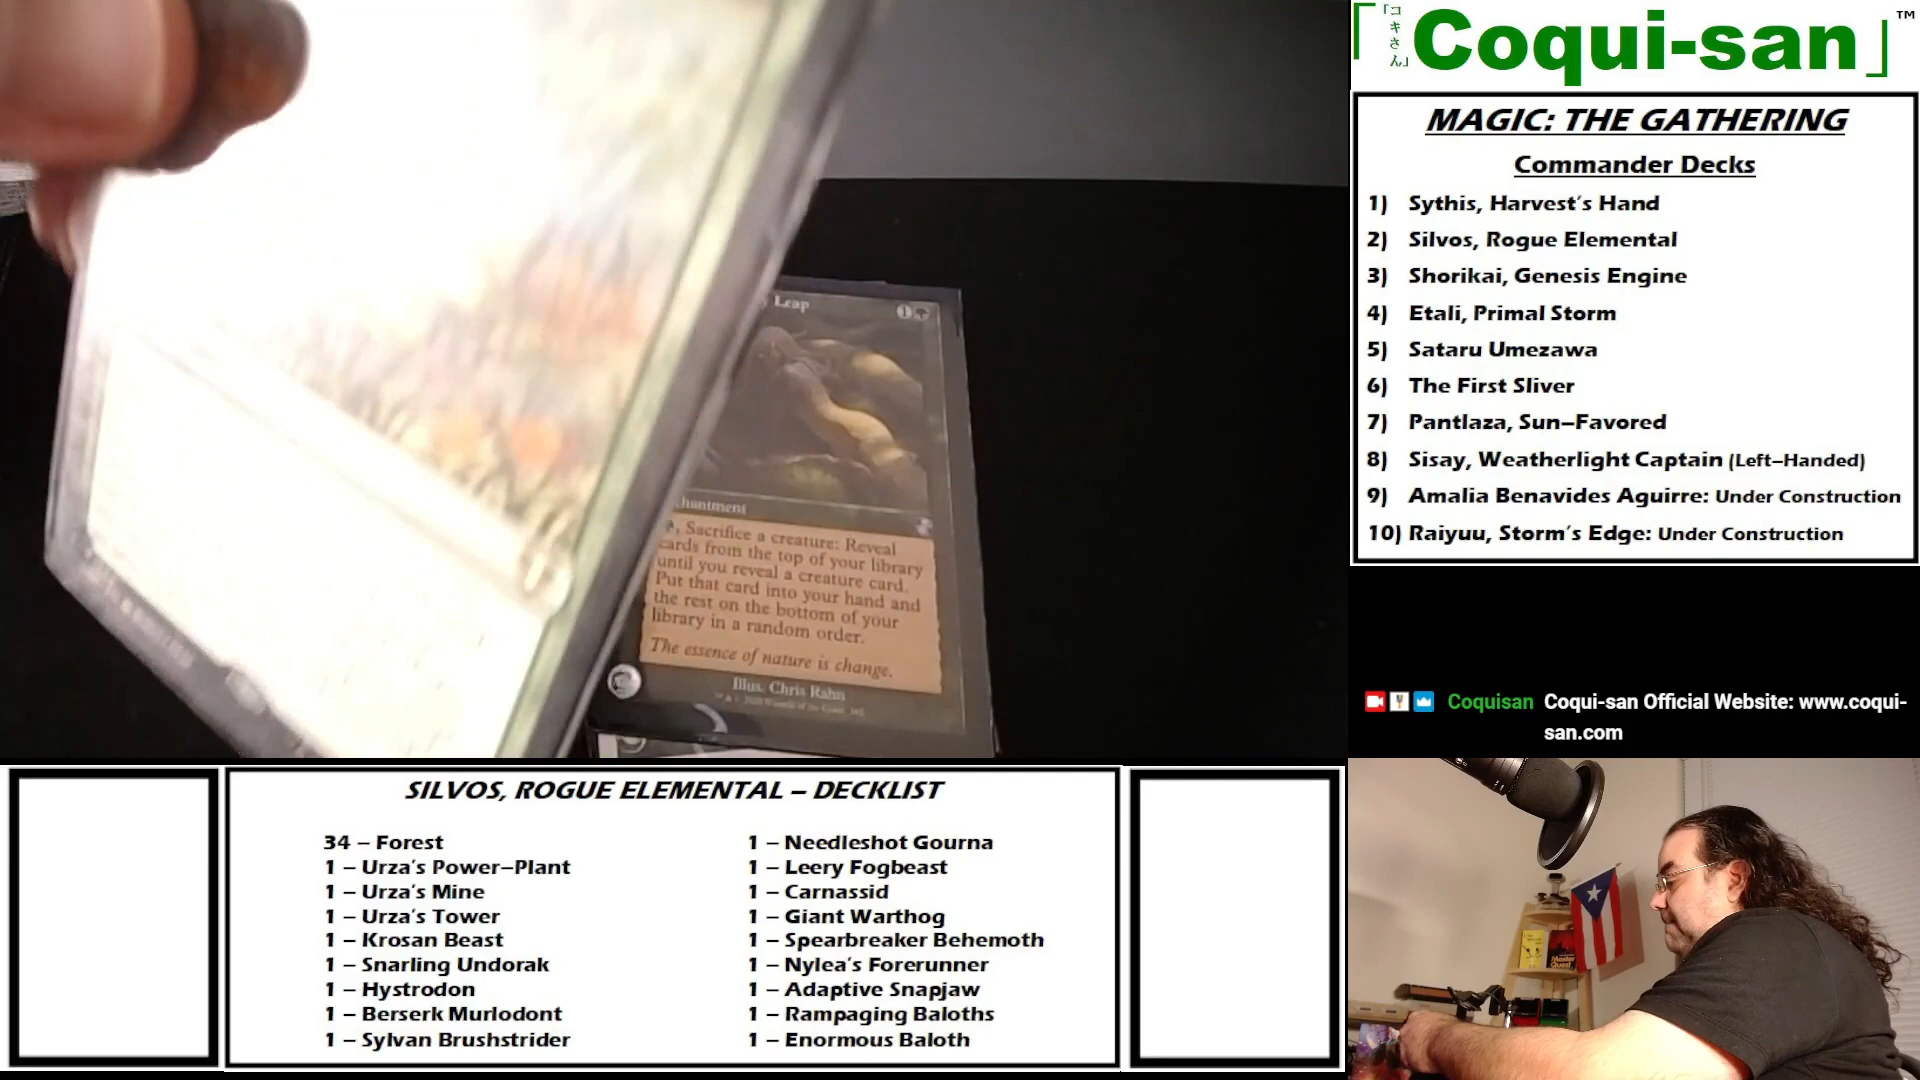 Leap
1
hantment
, Sacrifice a creature: Reveal
cards from the top of your library
until you reveal a creature card.
Put that card into your hand and
the rest on the bottom of your
library in a random order.
The essence of nature is change.
Illus. Chris Rahn
「コキさん」
「Coqui-san」™
MAGIC: THE GATHERING
Commander Decks
1) Sythis, Harvest's Hand
2) Silvos, Rogue Elemental
3) Shorikai, Genesis Engine
4) Etali, Primal Storm
5) Sataru Umezawa
6) The First Sliver
7) Pantlaza, Sun-Favored
8) Sisay, Weatherlight Captain (Left-Handed)
9) Amalia Benavides Aguirre: Under Construction
10) Raiyuu, Storm's Edge: Under Construction
Coquisan Coqui-san Official Website: www.coqui-
san.com
SILVOS, ROGUE ELEMENTAL – DECKLIST
34 – Forest
1 – Urza's Power-Plant
1 – Urza's Mine
1 – Urza's Tower
1 – Krosan Beast
1 – Snarling Undorak
1 – Hystrodon
1 – Berserk Murlodont
1 – Sylvan Brushstrider
1 – Needleshot Gourna
1 – Leery Fogbeast
1 – Carnassid
1 – Giant Warthog
1 – Spearbreaker Behemoth
1 – Nylea's Forerunner
1 – Adaptive Snapjaw
1 – Rampaging Baloths
1 – Enormous Baloth